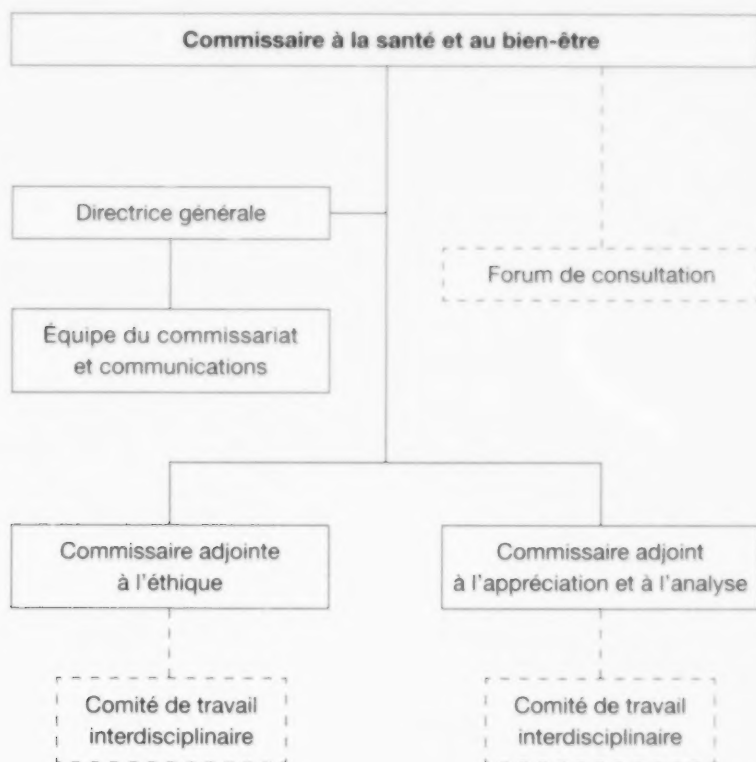 Commissaire à la santé et au bien-être
Directrice générale
Forum de consultation
Équipe du commissariat
et communications
Commissaire adjointe
à l'éthique
Commissaire adjoint
à l'appréciation et à l'analyse
Comité de travail
interdisciplinaire
Comité de travail
interdisciplinaire